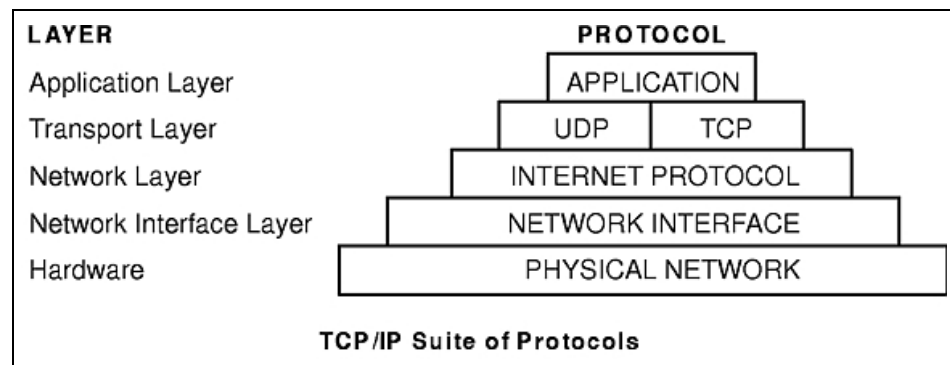 LAYER PROTOCOL
Application Layer APPLICATION
Transport Layer UDP TCP
Network Layer INTERNET PROTOCOL
Network Interface Layer NETWORK INTERFACE
Hardware PHYSICAL NETWORK
TCP/IP Suite of Protocols